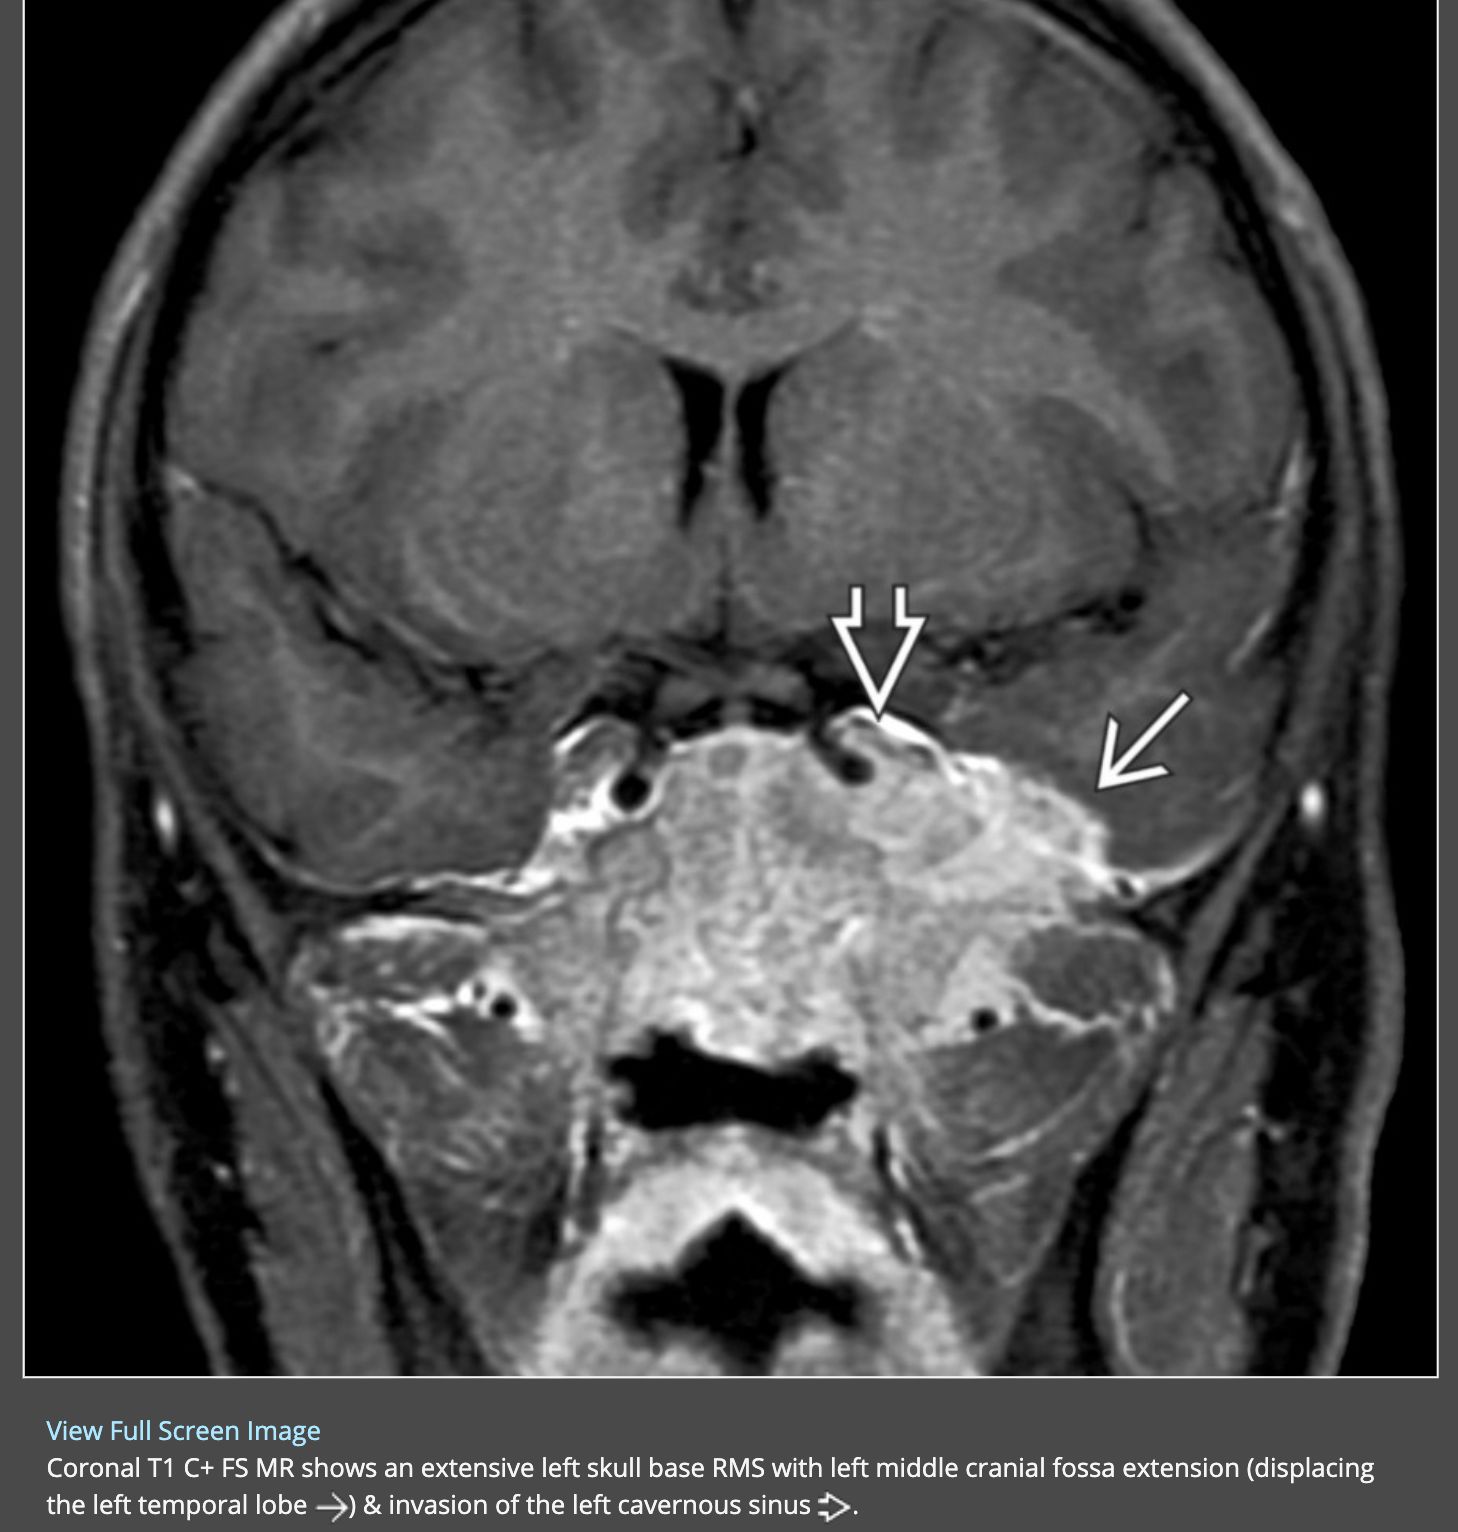 View Full Screen Image
Coronal T1 C+ FS MR shows an extensive left skull base RMS with left middle cranial fossa extension (displacing
the left temporal lobe →) & invasion of the left cavernous sinus ⇨.